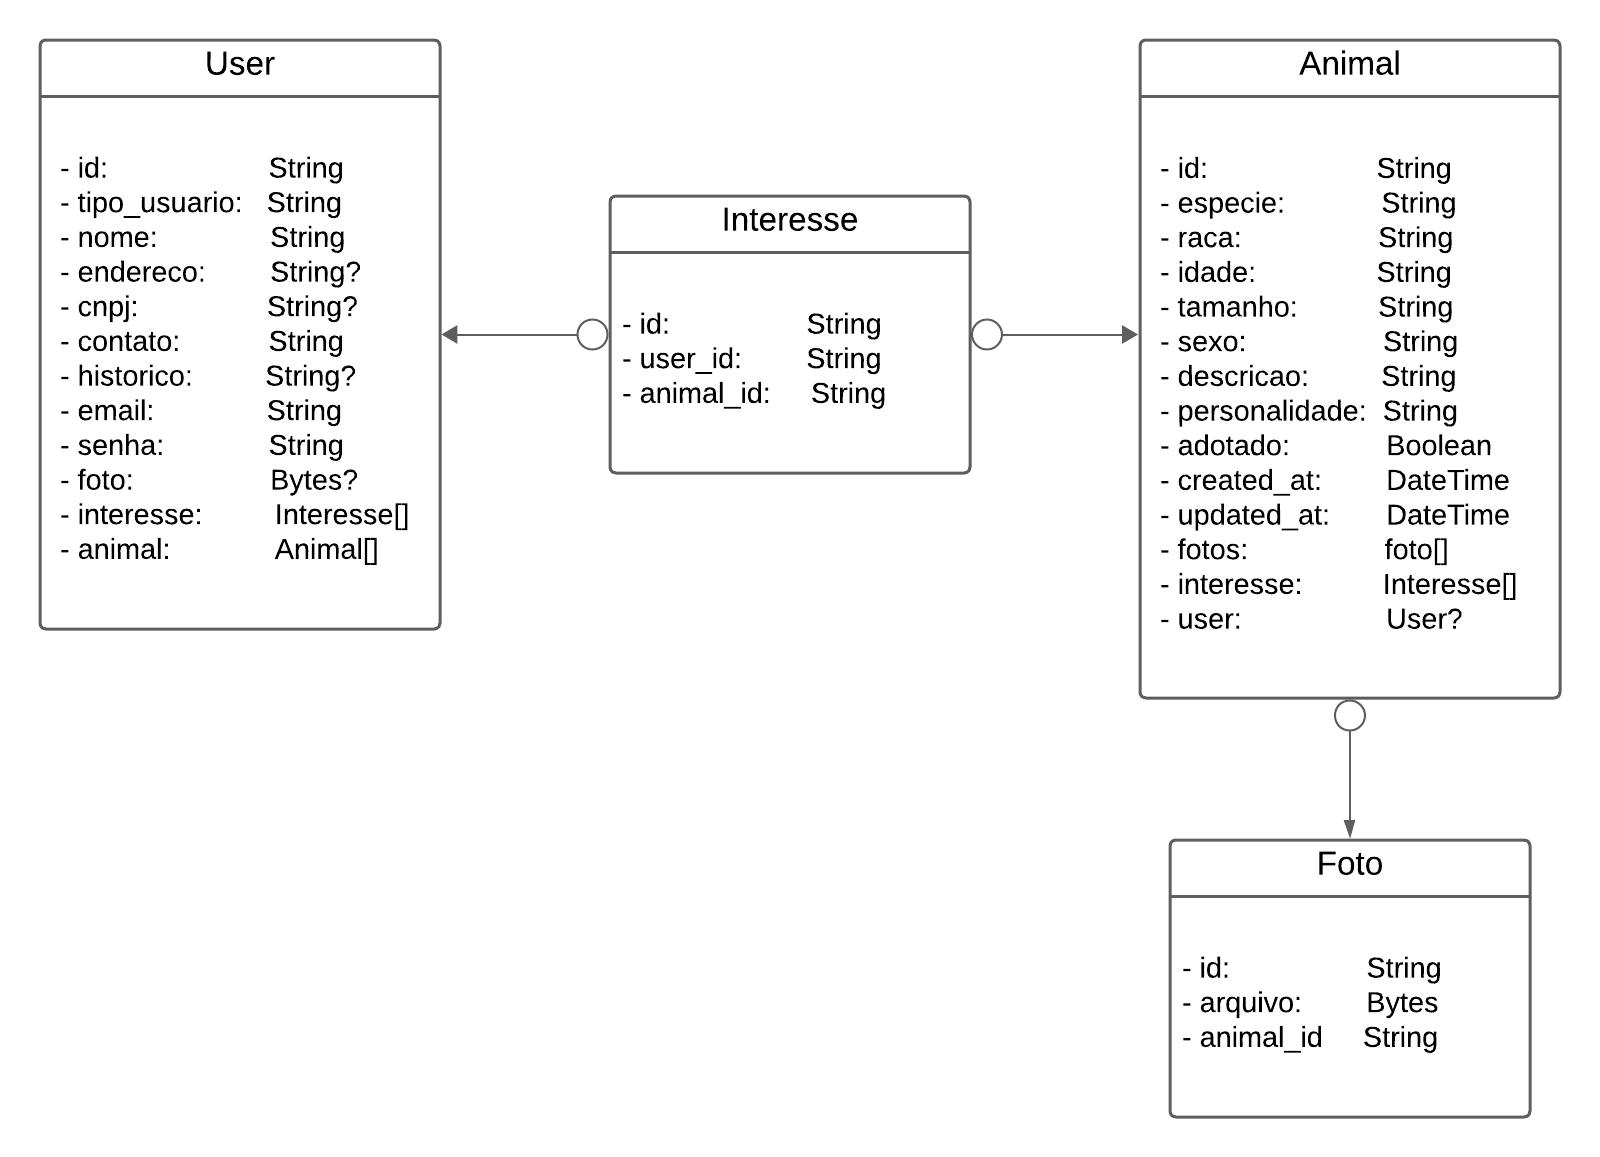 User
- id: String
- tipo_usuario: String
- nome: String
- endereco: String?
- cnpj: String?
- contato: String
- historico: String?
- email: String
- senha: String
- foto: Bytes?
- interesse: Interesse[]
- animal: Animal[]
Interesse
- id: String
- user_id: String
- animal_id: String
Animal
- id: String
- especie: String
- raca: String
- idade: String
- tamanho: String
- sexo: String
- descricao: String
- personalidade: String
- adotado: Boolean
- created_at: DateTime
- updated_at: DateTime
- fotos: foto[]
- interesse: Interesse[]
- user: User?
Foto
- id: String
- arquivo: Bytes
- animal_id String